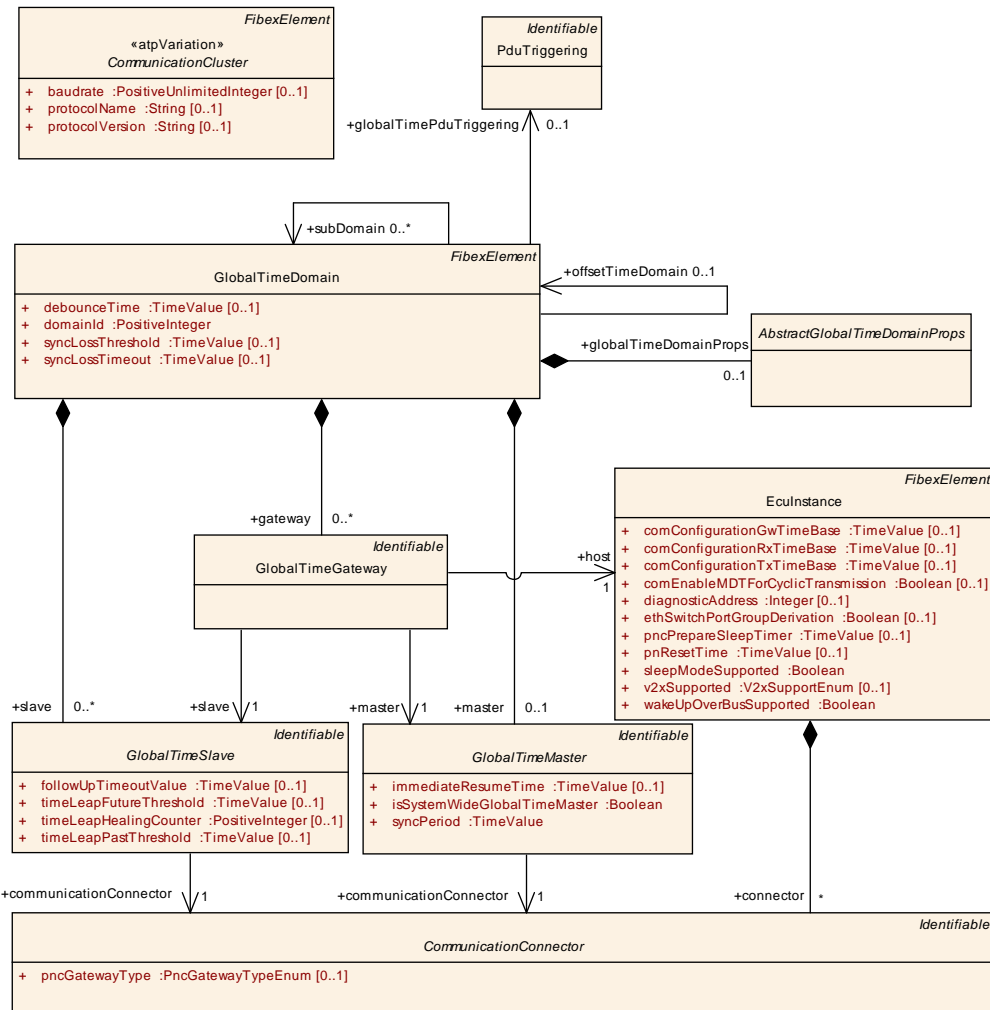 FibexElement
«atpVariation»
CommunicationCluster
+ baudrate :PositiveUnlimitedInteger [0..1]
+ protocolName :String [0..1]
+ protocolVersion :String [0..1]
Identifiable
PduTriggering
+globalTimePduTriggering 0..1
+subDomain 0..*
FibexElement
GlobalTimeDomain
+ debounceTime :TimeValue [0..1]
+ domainId :PositiveInteger
+ syncLossThreshold :TimeValue [0..1]
+ syncLossTimeout :TimeValue [0..1]
+offsetTimeDomain 0..1
+globalTimeDomainProps
0..1
AbstractGlobalTimeDomainProps
FibexElement
EcuInstance
+ comConfigurationGwTimeBase :TimeValue [0..1]
+ comConfigurationRxTimeBase :TimeValue [0..1]
+ comConfigurationTxTimeBase :TimeValue [0..1]
+ comEnableMDTForCyclicTransmission :Boolean [0..1]
+ diagnosticAddress :Integer [0..1]
+ ethSwitchPortGroupDerivation :Boolean [0..1]
+ pncPrepareSleepTimer :TimeValue [0..1]
+ pnResetTime :TimeValue [0..1]
+ sleepModeSupported :Boolean
+ v2xSupported :V2xSupportEnum [0..1]
+ wakeUpOverBusSupported :Boolean
+gateway 0..*
Identifiable
GlobalTimeGateway
+host
1
+slave 0..*
+slave 1
+master 1
+master 0..1
Identifiable
GlobalTimeSlave
+ followUpTimeoutValue :TimeValue [0..1]
+ timeLeapFutureThreshold :TimeValue [0..1]
+ timeLeapHealingCounter :PositiveInteger [0..1]
+ timeLeapPastThreshold :TimeValue [0..1]
Identifiable
GlobalTimeMaster
+ immediateResumeTime :TimeValue [0..1]
+ isSystemWideGlobalTimeMaster :Boolean
+ syncPeriod :TimeValue
+communicationConnector 1
+communicationConnector 1
+connector *
Identifiable
CommunicationConnector
+ pncGatewayType :PncGatewayTypeEnum [0..1]